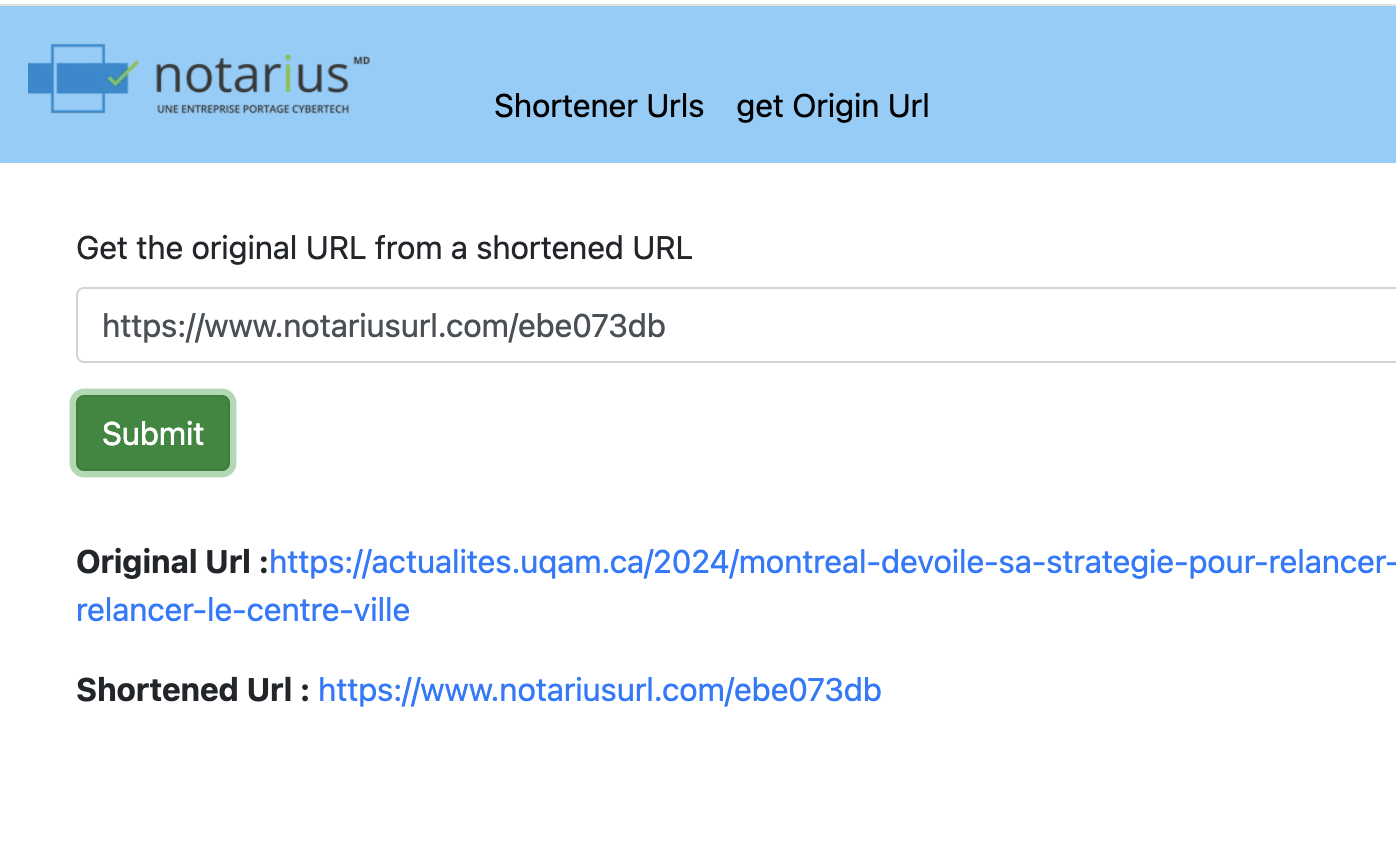 notarius MD
UNE ENTREPRISE PORTAGE CYBERTECH
Shortener Urls get Origin Url
Get the original URL from a shortened URL
https://www.notariusurl.com/ebe073db
Submit
Original Url :https://actualites.uqam.ca/2024/montreal-devoile-sa-strategie-pour-relancer-
relancer-le-centre-ville
Shortened Url : https://www.notariusurl.com/ebe073db